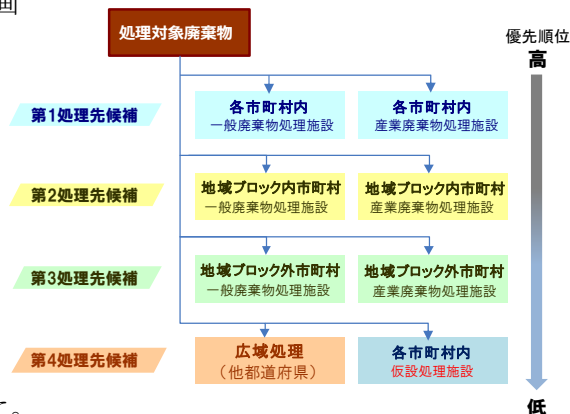 画
処理対象廃棄物
優先順位
高
第1処理先候補
各市町村内
一般廃棄物処理施設
各市町村内
産業廃棄物処理施設
第2処理先候補
地域ブロック内市町村
一般廃棄物処理施設
地域ブロック内市町村
産業廃棄物処理施設
第3処理先候補
地域ブロック外市町村
一般廃棄物処理施設
地域ブロック外市町村
産業廃棄物処理施設
第4処理先候補
広域処理
（他都道府県）
各市町村内
仮設処理施設
低